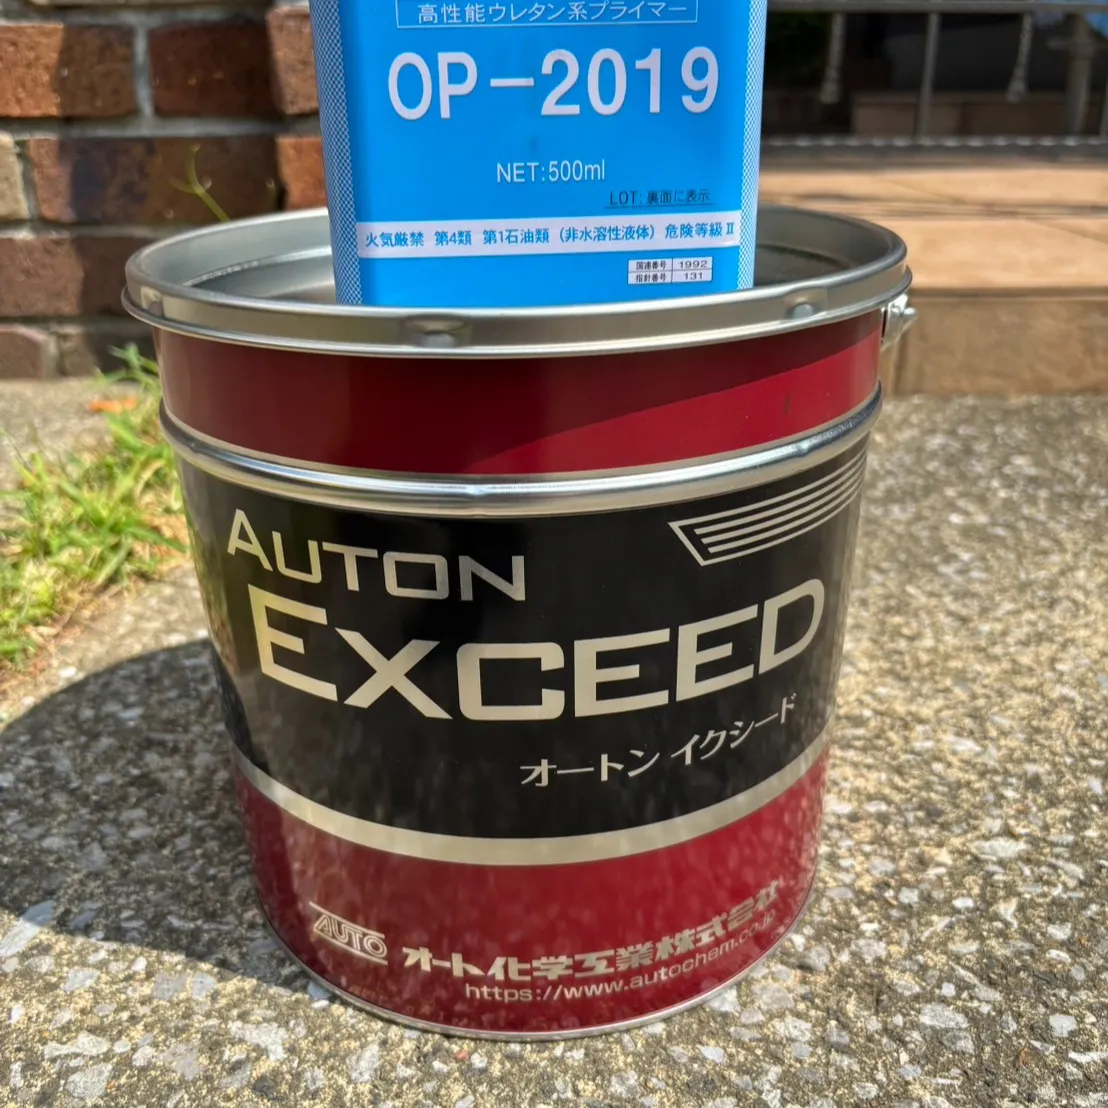 高性能ウレタン系プライマー
OP-2019
NET:500ml
LOT:裏面に表示
火気厳禁 第4類 第1石油類 (非水溶性液体) 危険等級Ⅱ
国連番号 1992
指針番号 131
AUTON
EXCEED
オートン イクシード
AUTO オート化学工業株式会社
https://www.autochem.co.jp